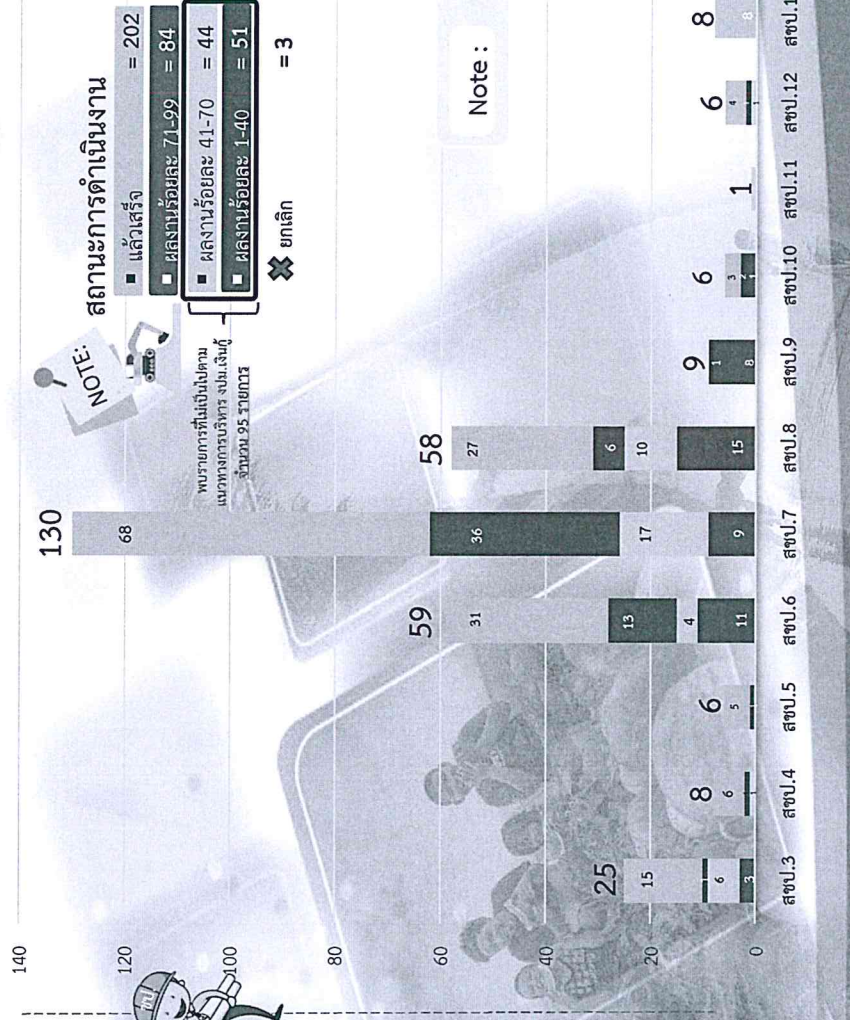 สถานะการดำเนินงาน
แล้วเสร็จ = 202
ผลงานร้อยละ 71-99 = 84
ผลงานร้อยละ 41-70 = 44
ผลงานร้อยละ 1-40 = 51
ยกเลิก = 3
NOTE:
พบรายการที่ไม่เป็นไปตาม
แนวทางการบริหาร งปม.เงินกู้
จำนวน 95 รายการ
Note :
140
120
100
80
60
40
20
0
25
15
6
3
8
6
6
5
59
31
13
4
11
130
68
36
17
9
58
27
6
10
15
9
1
8
6
3
2
1
1
6
4
1
8
8
สชป.3
สชป.4
สชป.5
สชป.6
สชป.7
สชป.8
สชป.9
สชป.10
สชป.11
สชป.12